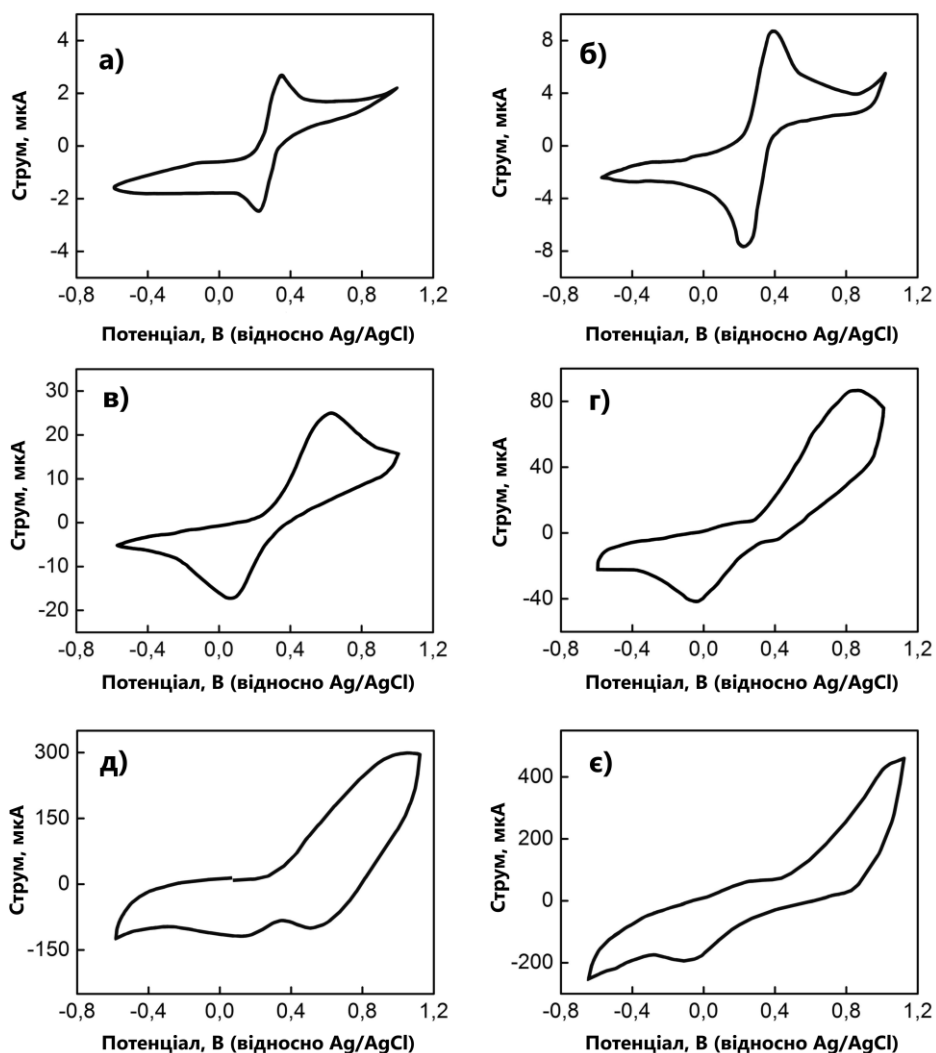 а)
4
2
0
-2
-4
Струм, мкА
-0,8 -0,4 0,0 0,4 0,8 1,2
Потенціал, В (відносно Ag/AgCl)
б)
8
4
0
-4
-8
Струм, мкА
-0,8 -0,4 0,0 0,4 0,8 1,2
Потенціал, В (відносно Ag/AgCl)
в)
30
20
10
0
-10
-20
Струм, мкА
-0,8 -0,4 0,0 0,4 0,8 1,2
Потенціал, В (відносно Ag/AgCl)
г)
80
40
0
-40
Струм, мкА
-0,8 -0,4 0,0 0,4 0,8 1,2
Потенціал, В (відносно Ag/AgCl)
д)
300
150
0
-150
Струм, мкА
-0,8 -0,4 0,0 0,4 0,8 1,2
Потенціал, В (відносно Ag/AgCl)
є)
400
200
0
-200
Струм, мкА
-0,8 -0,4 0,0 0,4 0,8 1,2
Потенціал, В (відносно Ag/AgCl)